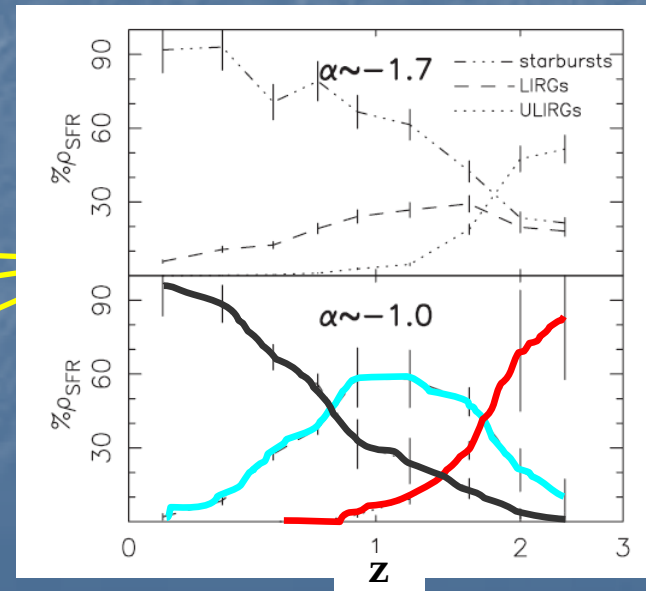 α~−1.7
starbursts
LIRGs
ULIRGs
%ρSFR
90
60
30
α~−1.0
%ρSFR
90
60
30
0 1 2 3
z